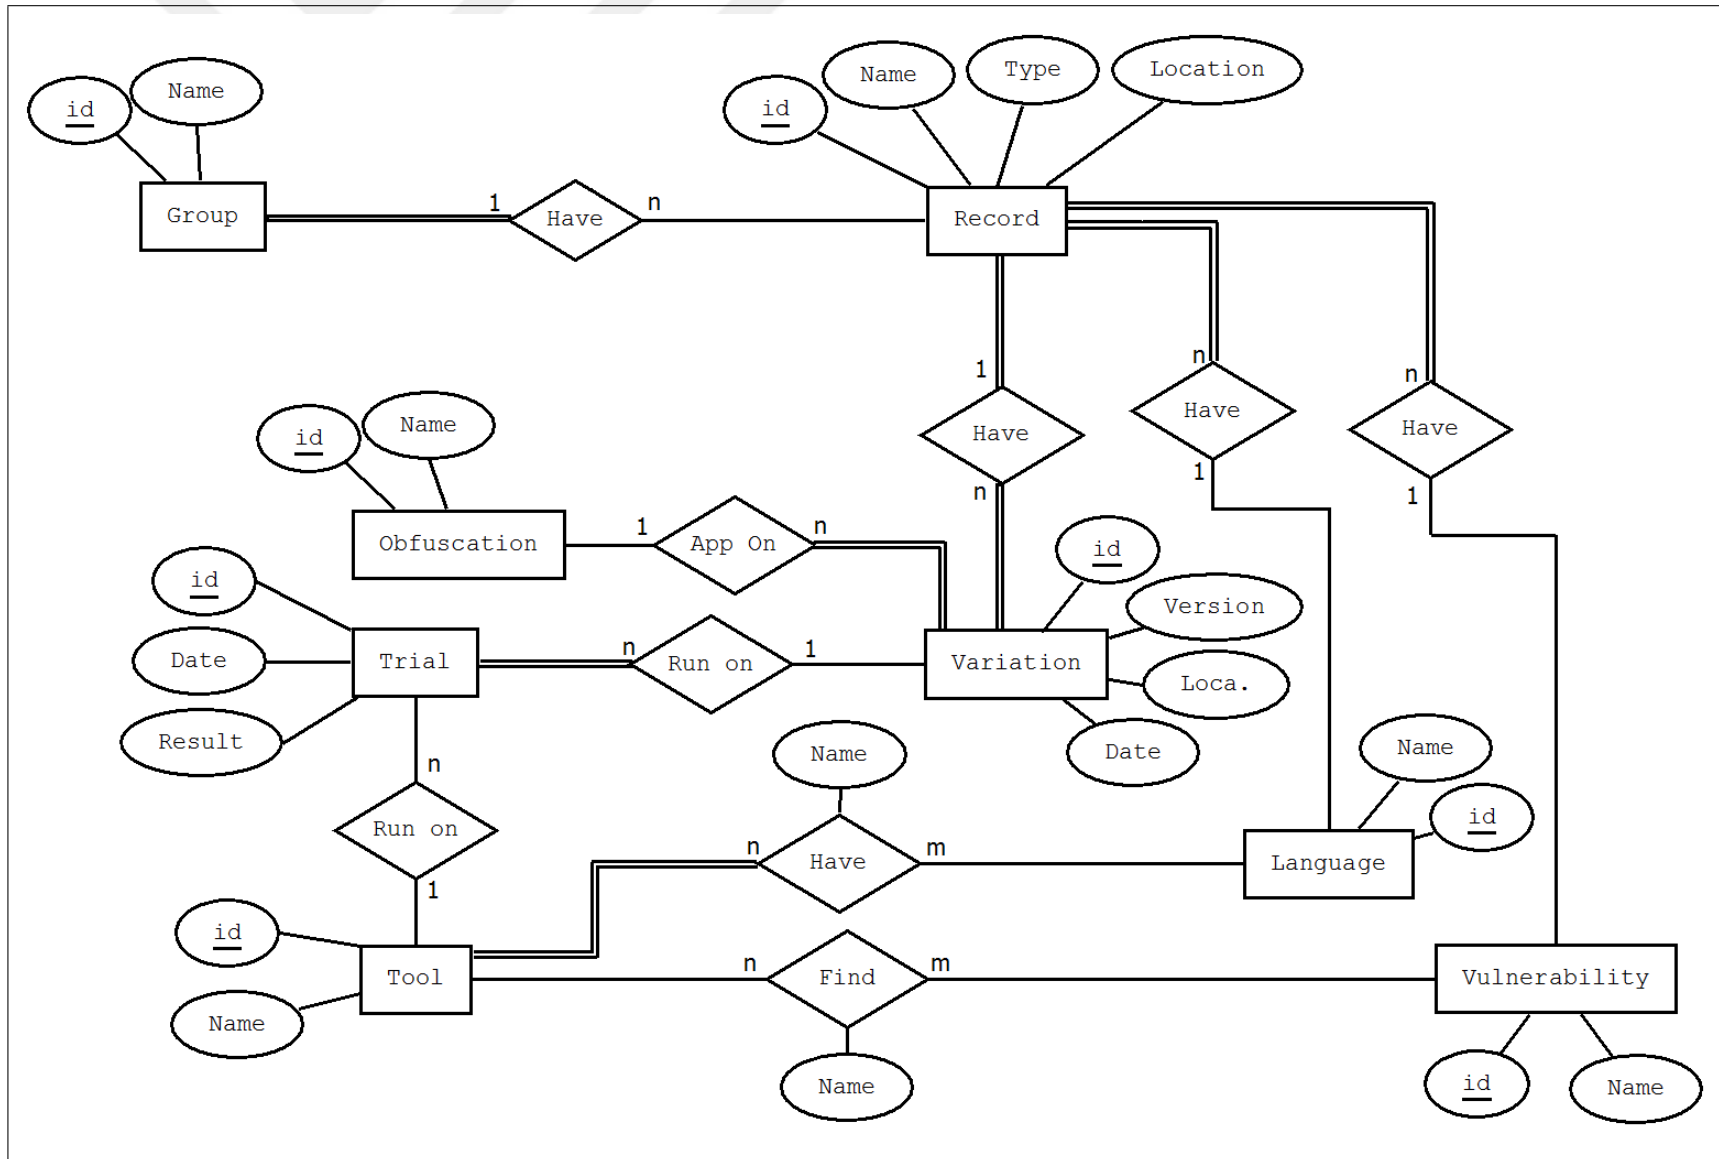 Name
Type
Location
Name
id
id
Group
1
Have
n
Record
1
n
n
Have
Have
Have
Name
id
n
1
1
Obfuscation
1
App On
n
id
id
Version
Trial
n
Run on
1
Variation
Date
Loca.
Result
Date
Name
Name
n
Run on
id
n
Have
m
Language
1
id
Tool
n
Find
m
Vulnerability
Name
Name
id
Name